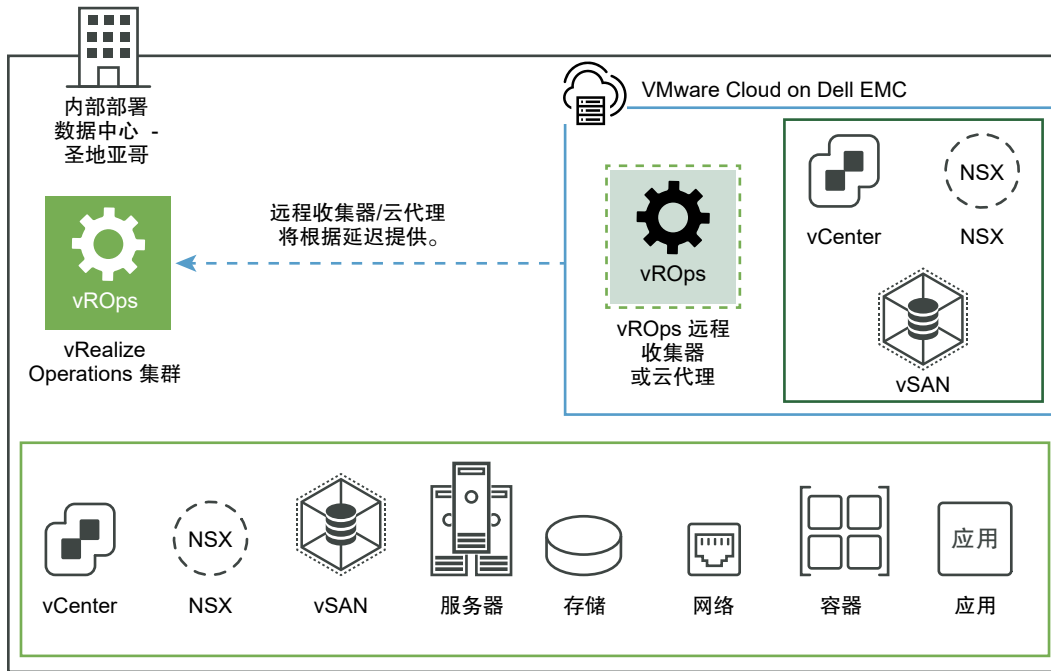 内部部署
数据中心 -
圣地亚哥
VMware Cloud on Dell EMC
vROps
vRealize
Operations 集群
远程收集器/云代理
将根据延迟提供。
vROps
vROps 远程
收集器
或云代理
vCenter
NSX
NSX
vSAN
vCenter
NSX
NSX
vSAN
服务器
存储
网络
容器
应用
应用